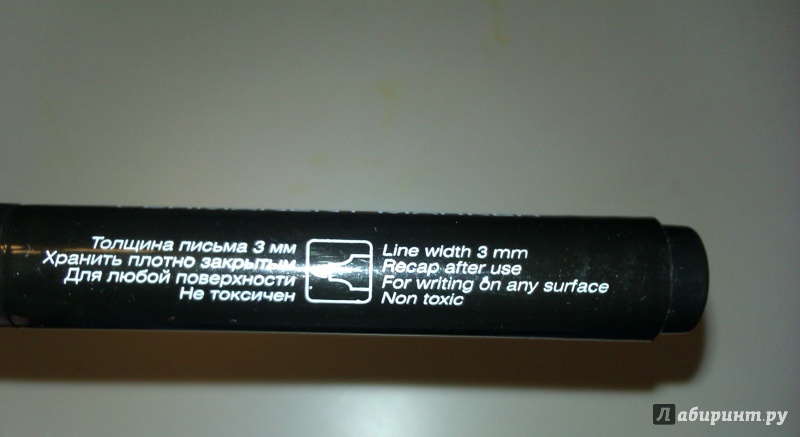 Толщина письма 3 мм
Хранить плотно закрытым
Для любой поверхности
Не токсичен
Line width 3 mm
Recap after use
For writing on any surface
Non toxic
Лабиринт.ру